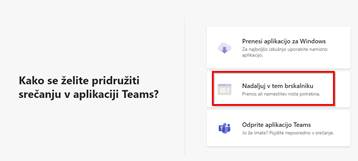 Kako se želite pridružiti
srečanju v aplikaciji Teams?
Prenesi aplikacijo za Windows
Za najboljšo izkušnjo uporabite namizno
aplikacijo.
Nadaljuj v tem brskalniku
Prenos ali namestitev nista potrebna.
Odprite aplikacijo Teams
Jo že imate? Pojdite neposredno v srečanje.